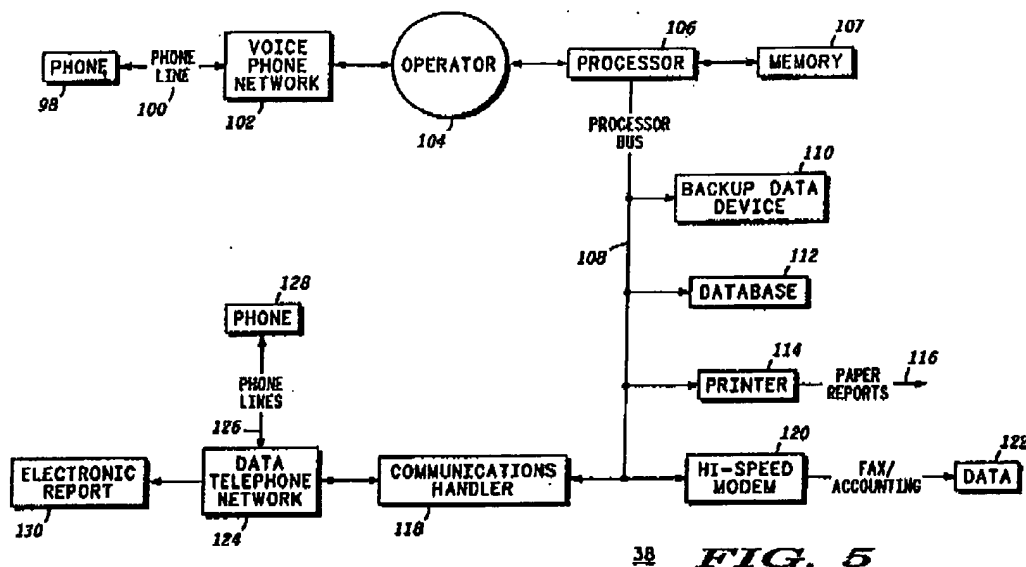 106
107
PHONE
PHONE
LINE
VOICE
PHONE
NETWORK
OPERATOR
PROCESSOR
MEMORY
98
100
102
104
PROCESSOR
BUS
110
BACKUP DATA
DEVICE
108
112
DATABASE
128
PHONE
114
116
PRINTER
PAPER
REPORTS
PHONE
LINES
126
120
122
ELECTRONIC
REPORT
DATA
TELEPHONE
NETWORK
COMMUNICATIONS
HANDLER
HI-SPEED
MODEM
FAX/
ACCOUNTING
DATA
130
124
118
38 FIG. 5